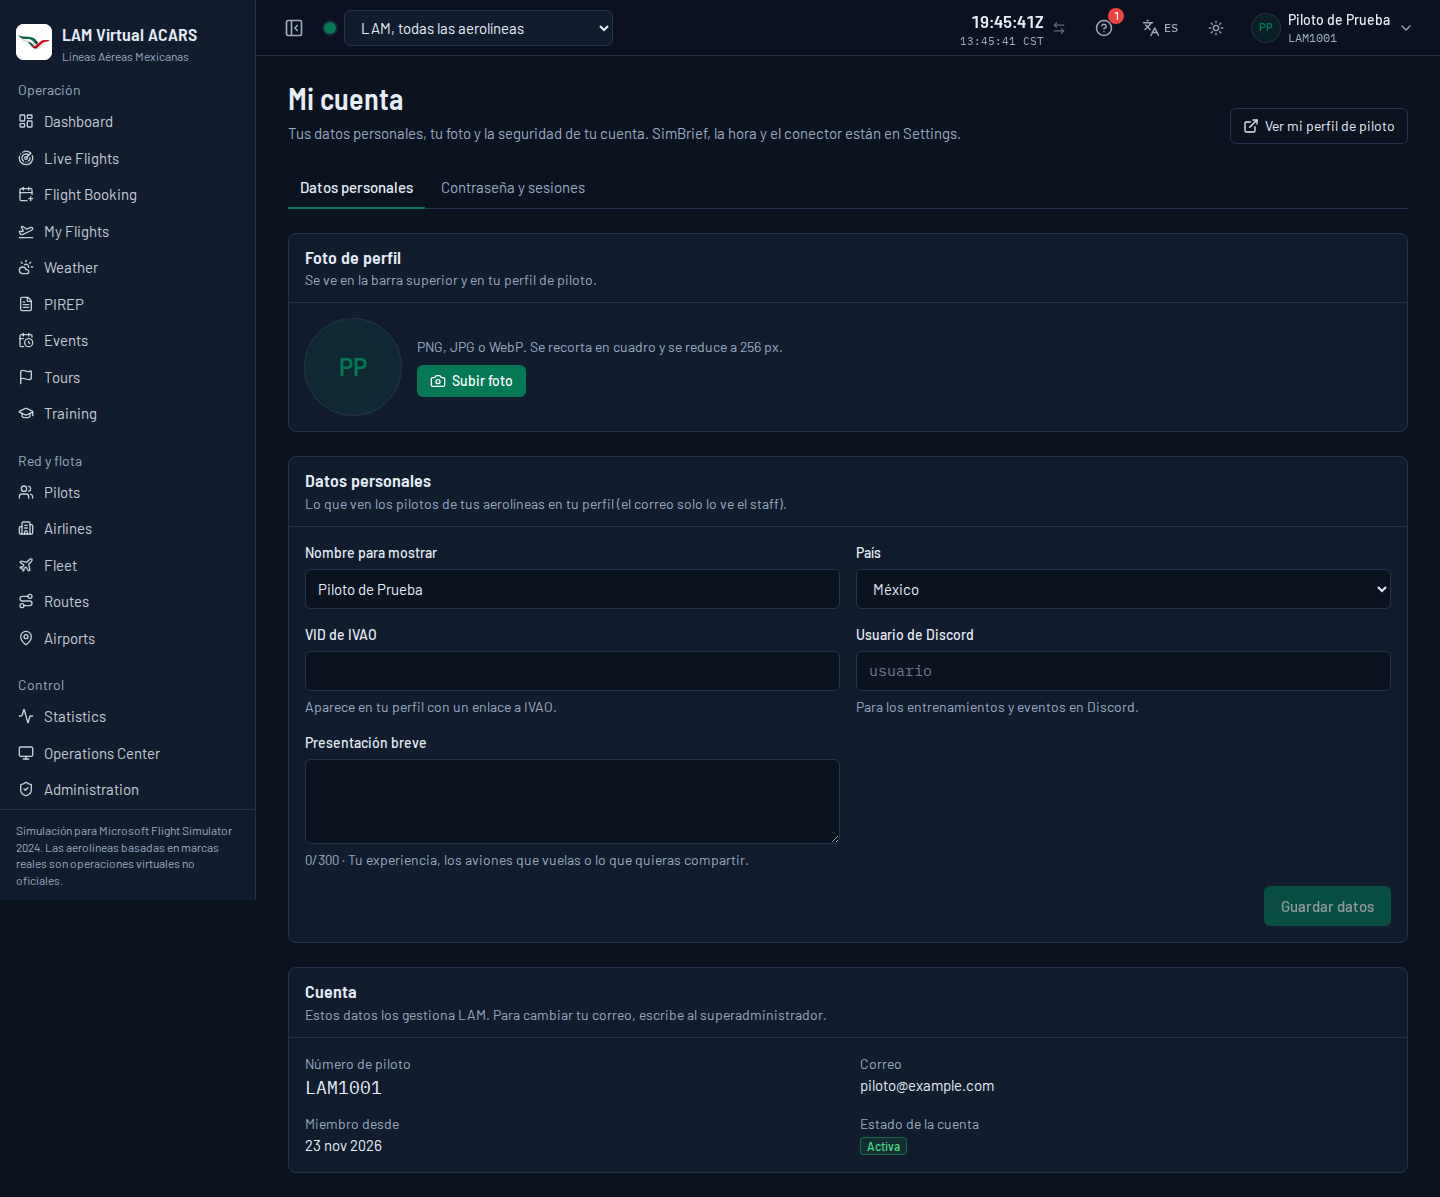 LAM Virtual ACARS
Líneas Aéreas Mexicanas
Operación
Dashboard
Live Flights
Flight Booking
My Flights
Weather
PIREP
Events
Tours
Training
Red y flota
Pilots
Airlines
Fleet
Routes
Airports
Control
Statistics
Operations Center
Administration
Simulación para Microsoft Flight Simulator
2024. Las aerolíneas basadas en marcas
reales son operaciones virtuales no
oficiales.
LAM, todas las aerolíneas
19:45:41Z
13:45:41 CST
1
ES
PP
Piloto de Prueba
LAM1001
Mi cuenta
Tus datos personales, tu foto y la seguridad de tu cuenta. SimBrief, la hora y el conector están en Settings.
Ver mi perfil de piloto
Datos personales
Contraseña y sesiones
Foto de perfil
Se ve en la barra superior y en tu perfil de piloto.
PP
PNG, JPG o WebP. Se recorta en cuadro y se reduce a 256 px.
Subir foto
Datos personales
Lo que ven los pilotos de tus aerolíneas en tu perfil (el correo solo lo ve el staff).
Nombre para mostrar
Piloto de Prueba
País
México
VID de IVAO
Aparece en tu perfil con un enlace a IVAO.
Usuario de Discord
usuario
Para los entrenamientos y eventos en Discord.
Presentación breve
0/300 · Tu experiencia, los aviones que vuelas o lo que quieras compartir.
Guardar datos
Cuenta
Estos datos los gestiona LAM. Para cambiar tu correo, escribe al superadministrador.
Número de piloto
LAM1001
Correo
piloto@example.com
Miembro desde
23 nov 2026
Estado de la cuenta
Activa